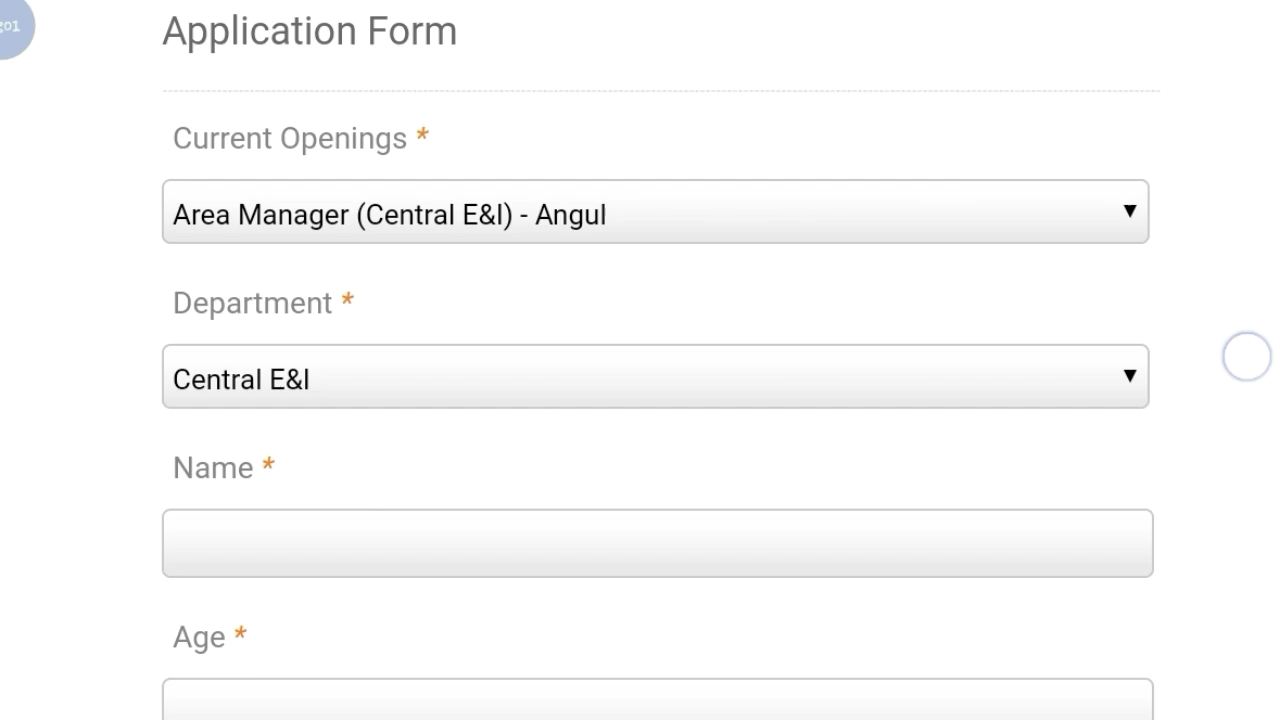 Application Form
Current Openings *
Area Manager (Central E&I) - Angul
Department *
Central E&I
Name *
Age *